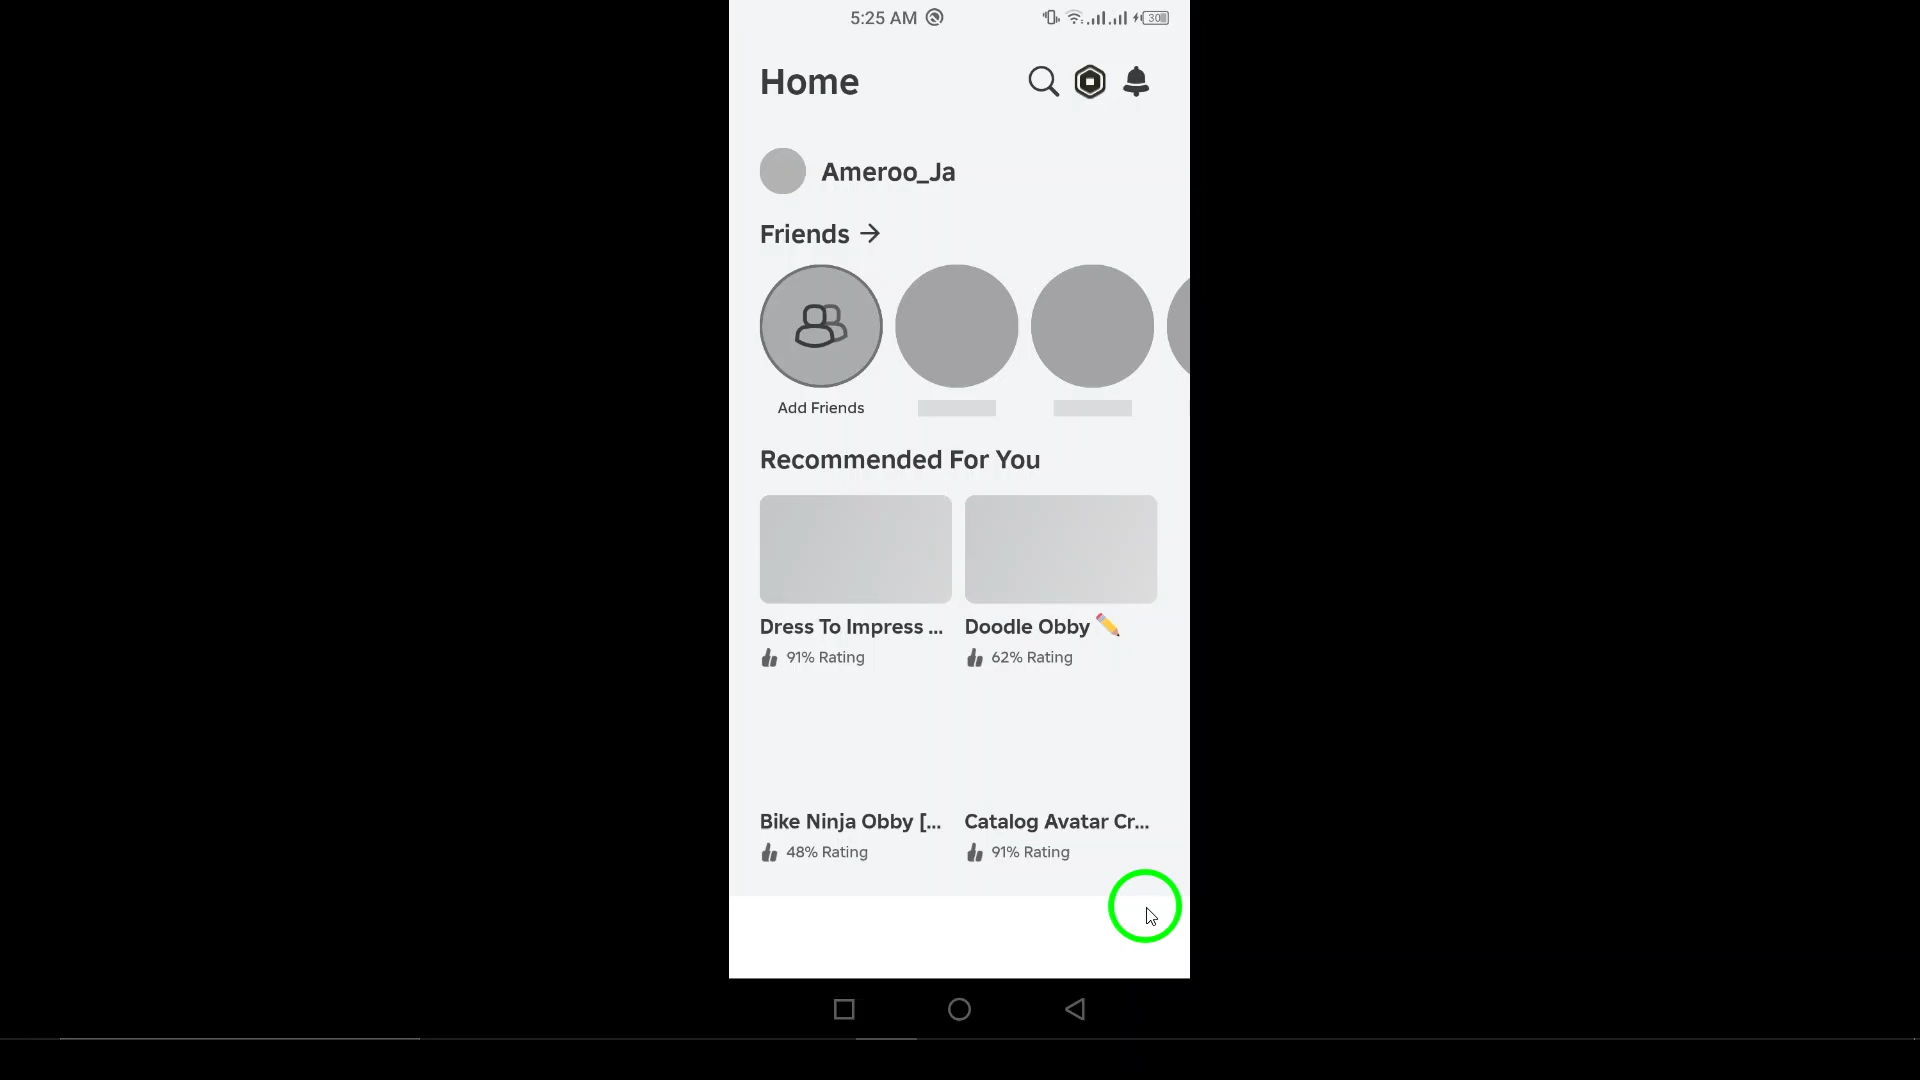 5:25 AM
30
Home
Ameroo_Ja
Friends →
Add Friends
Recommended For You
Dress To Impress ...
Doodle Obby ✏️
91% Rating
62% Rating
Bike Ninja Obby [...
Catalog Avatar Cr...
48% Rating
91% Rating